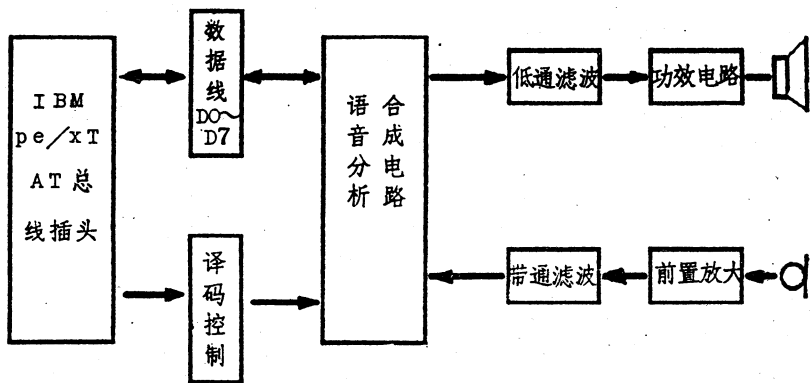 IBM
pe/xT
AT总
线插头
数据线
D0~
D7
译码控制
语音分析
合成电路
低通滤波
功效电路
带通滤波
前置放大